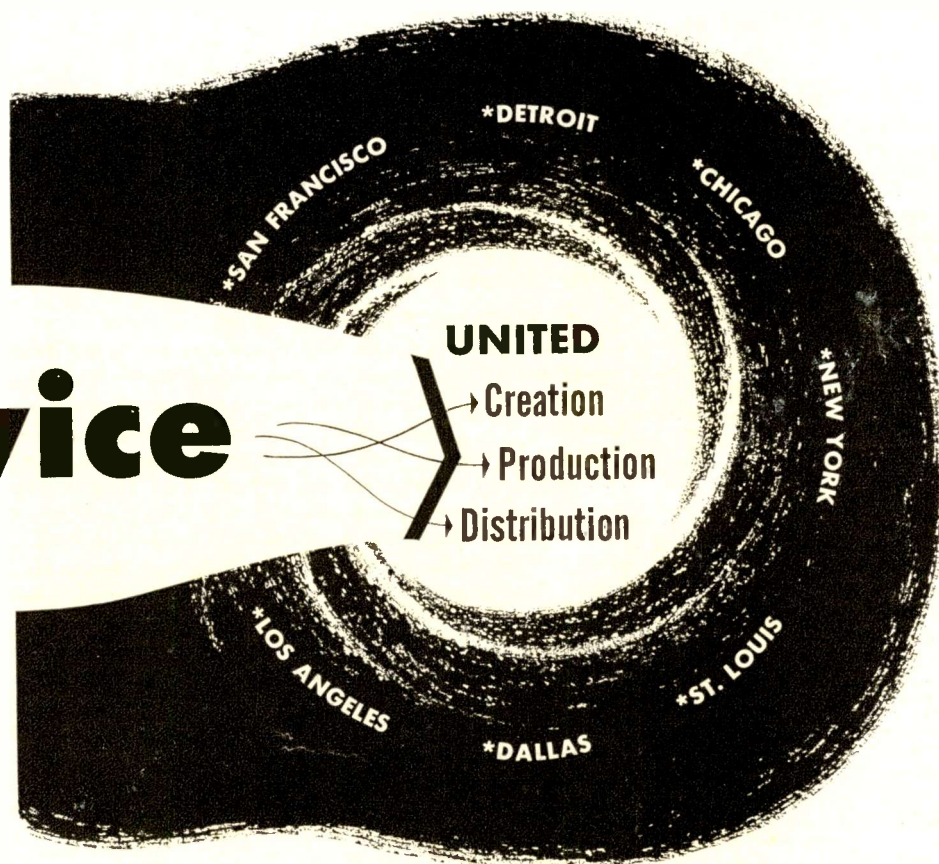 *SAN FRANCISCO
*DETROIT
*CHICAGO
*NEW YORK
*ST. LOUIS
*DALLAS
*LOS ANGELES
vice
UNITED
Creation
Production
Distribution